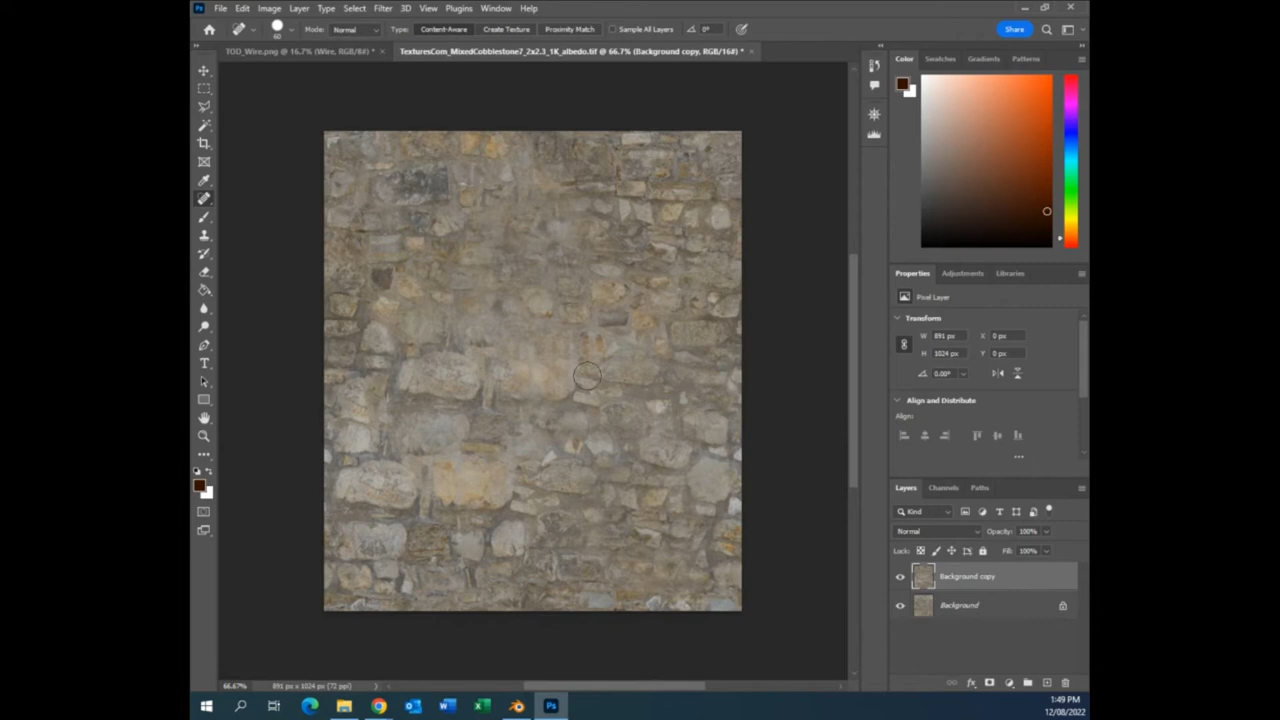 Ps File Edit Image Layer Type Select Filter 3D View Plugins Window Help
60 Mode: Normal Type: Content-Aware Create Texture Proximity Match Sample All Layers 0° Share
TOD_Wire.png @ 16.7% (Wire, RGB/8#) * × TexturesCom_MixedCobblestone7_2x2.3_1K_albedo.tif @ 66.7% (Background copy, RGB/16#) * ×
Color Swatches Gradients Patterns
Properties Adjustments Libraries
Pixel Layer
Transform
W 891 px X 0 px
H 1024 px Y 0 px
0.00°
Align and Distribute
Align:
...
Layers Channels Paths
Kind
Normal Opacity: 100%
Lock: Fill: 100%
Background copy
Background
66.67% 891 px x 1024 px (72 ppi)
1:49 PM
12/08/2022